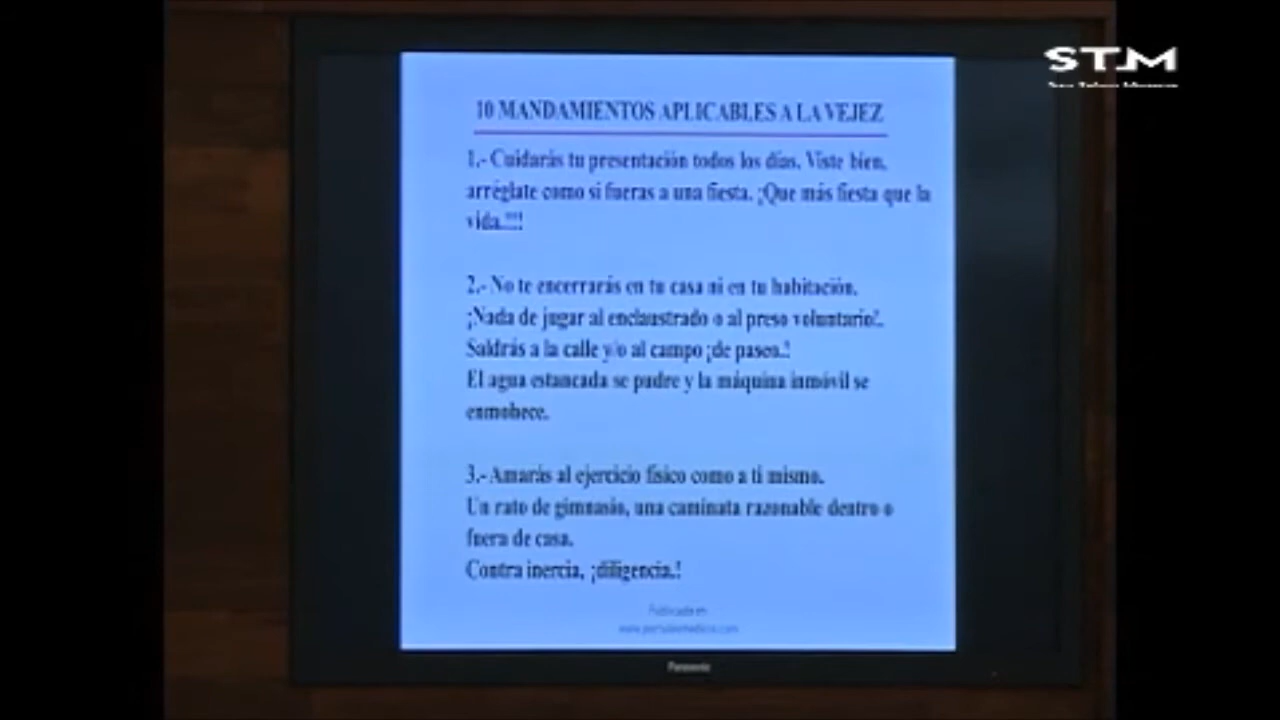 STM
10 MANDAMIENTOS APLICABLES A LA VEJEZ
1.- Cuidarás tu presentación todos los días. Viste bien,
arréglate como si fueras a una fiesta. ¡Que más fiesta que la
vida.!!!
2.- No te encerrarás en tu casa ni en tu habitación.
¡Nada de jugar al enclaustrado o al preso voluntario!.
Saldrás a la calle y/o al campo ¡de paseo.!
El agua estancada se pudre y la máquina inmóvil se
enmohece.
3.- Amarás al ejercicio físico como a ti mismo.
Un rato de gimnasio, una caminata razonable dentro o
fuera de casa.
Contra inercia, ¡diligencia.!
Publicado en
Panasonic